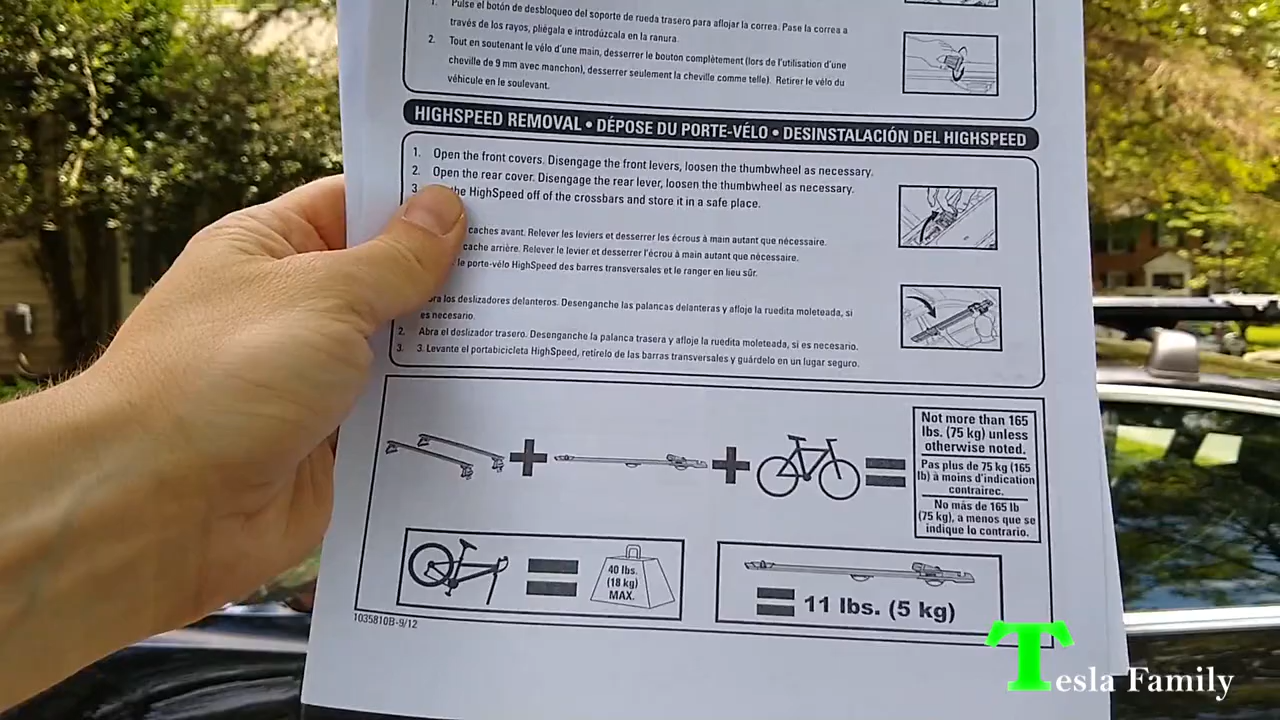 1. Pulse el botón de desbloqueo del soporte de rueda trasero para aflojar la correa. Pase la correa a
través de los rayos, pliégala e introdúzcala en la ranura.
2. Tout en soutenant le vélo d'une main, desserrer le bouton complètement (lors de l'utilisation d'une
cheville de 9 mm avec manchon), desserrer seulement la cheville comme telle). Retirer le vélo du
véhicule en le soulevant.
HIGHSPEED REMOVAL • DÉPOSE DU PORTE-VÉLO • DESINSTALACIÓN DEL HIGHSPEED
1. Open the front covers. Disengage the front levers, loosen the thumbwheel as necessary.
2. Open the rear cover. Disengage the rear lever, loosen the thumbwheel as necessary.
3. the HighSpeed off of the crossbars and store it in a safe place.
caches avant. Relever les leviers et desserrer les écrous à main autant que nécessaire.
cache arrière. Relever le levier et desserrer l'écrou à main autant que nécessaire.
le porte-vélo HighSpeed des barres transversales et le ranger en lieu sûr.
los deslizadores delanteros. Desenganche las palancas delanteras y afloje la ruedita moleteada, si
es necesario.
2. Abra el deslizador trasero. Desenganche la palanca trasera y afloje la ruedita moleteada, si es necesario.
3. 3. Levante el portabicicleta HighSpeed, retírelo de las barras transversales y guárdelo en un lugar seguro.
Not more than 165
lbs. (75 kg) unless
otherwise noted.
Pas plus de 75 kg (165
lb) à moins d'indication
contrairec.
No más de 165 lb
(75 kg), a menos que se
indique lo contrario.
40 lbs.
(18 kg)
MAX.
11 lbs. (5 kg)
1035810B-9/12
Tesla Family